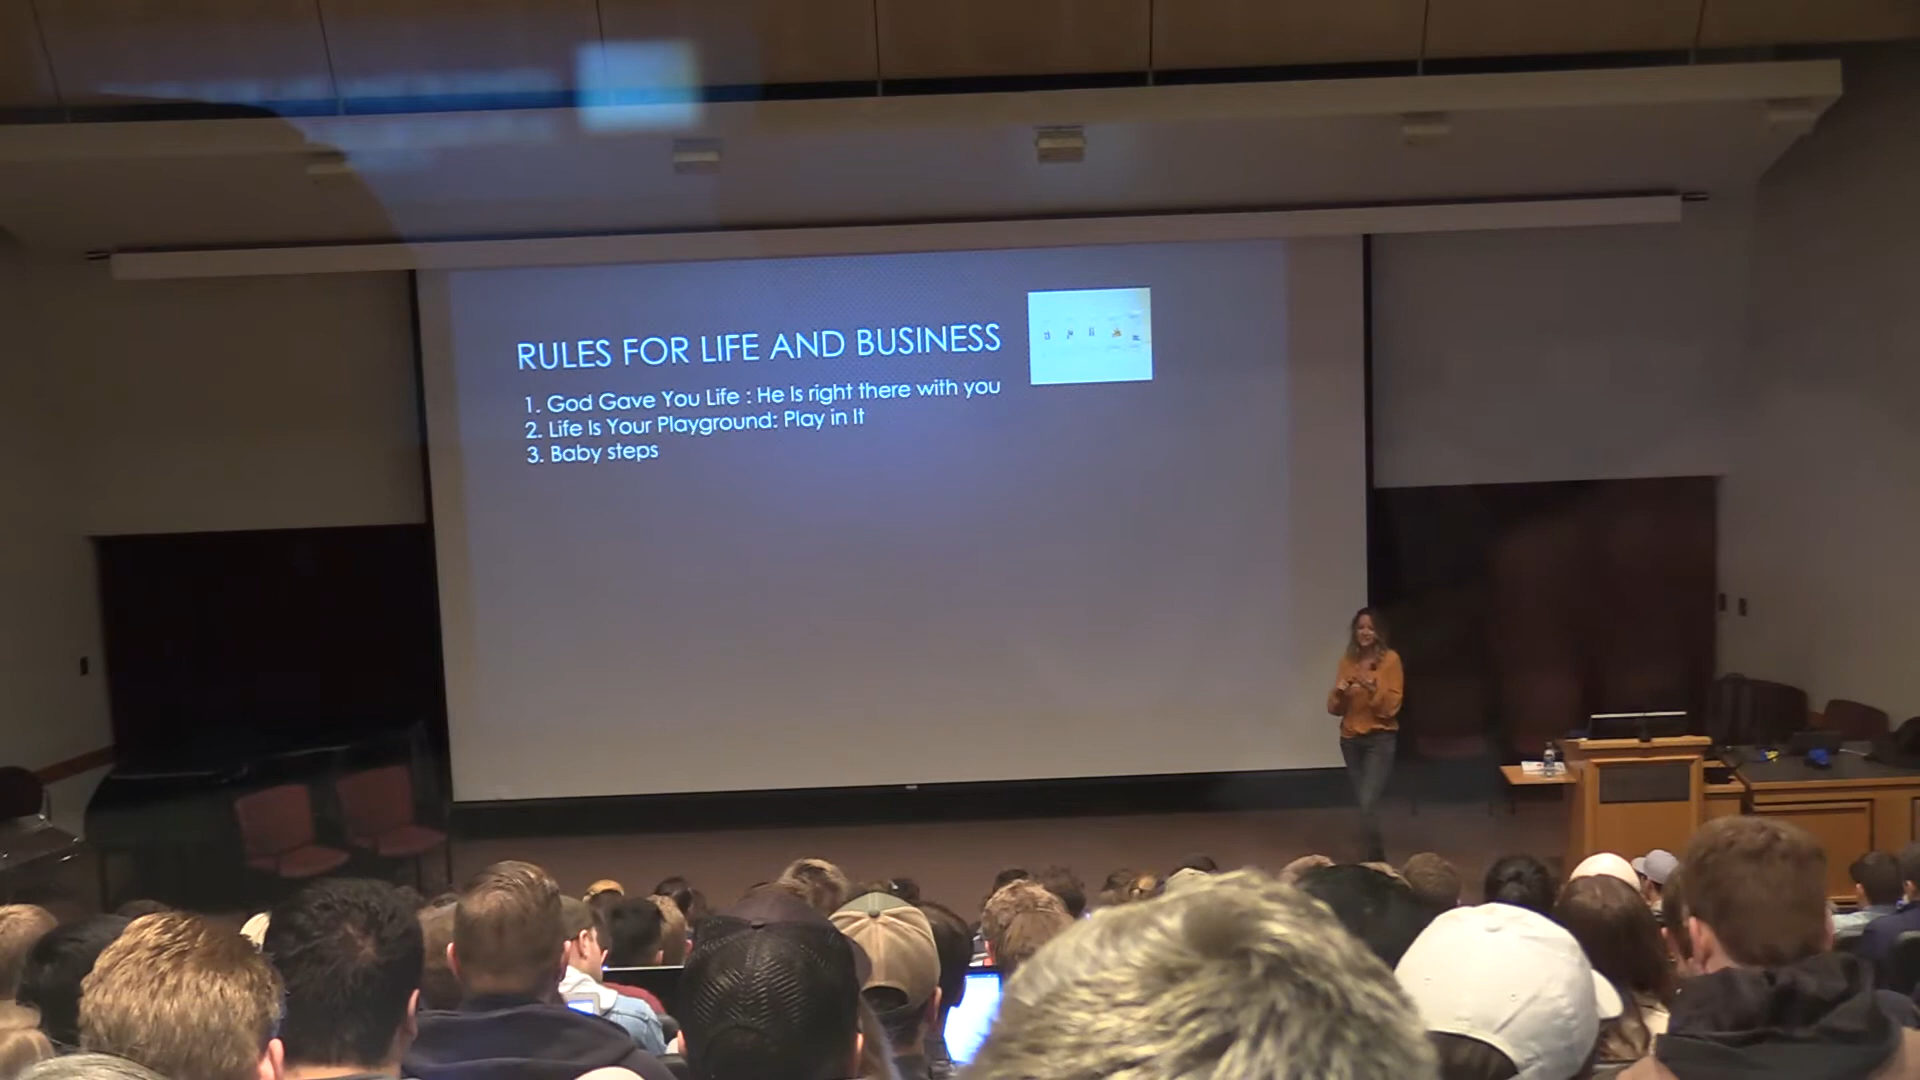 RULES FOR LIFE AND BUSINESS
1. God Gave You Life : He Is right there with you
2. Life Is Your Playground: Play in It
3. Baby steps